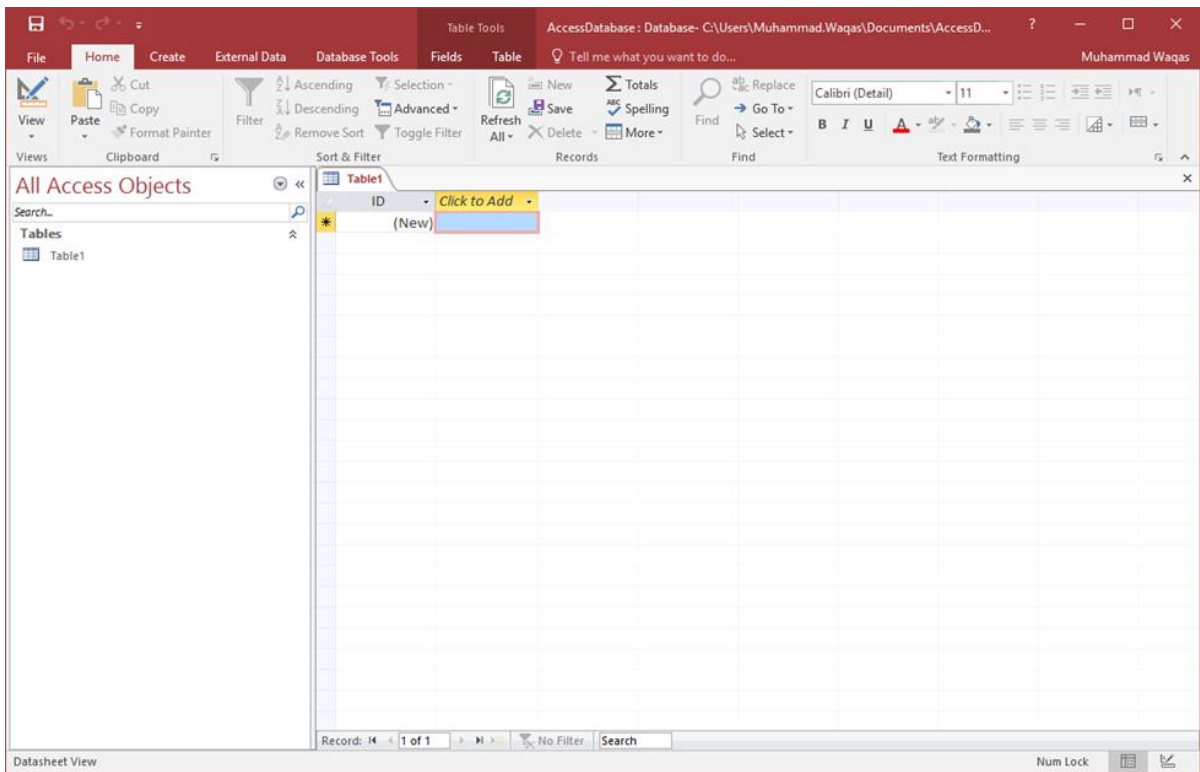 Table Tools AccessDatabase : Database- C:\Users\Muhammad.Waqas\Documents\AccessD... ?
File Home Create External Data Database Tools Fields Table Tell me what you want to do... Muhammad Waqas
View Paste Cut Copy Format Painter
Filter Ascending Descending Remove Sort Selection Advanced Toggle Filter
Refresh All New Save Delete Totals Spelling More
Find Replace Go To Select
Calibri (Detail) 11
B I U A
Views Clipboard Sort & Filter Records Find Text Formatting
All Access Objects
Search...
Tables
Table1
Table1
ID Click to Add
(New)
Record: 1 of 1 No Filter Search
Datasheet View Num Lock